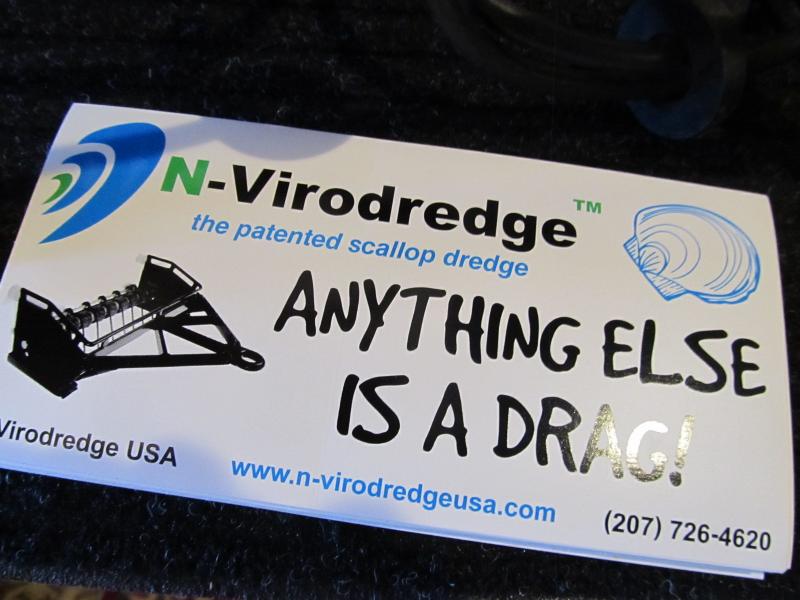 N-Virodredge™
the patented scallop dredge
ANYTHING ELSE
IS A DRAG!
Virodredge USA
www.n-virodredgeusa.com
(207) 726-4620